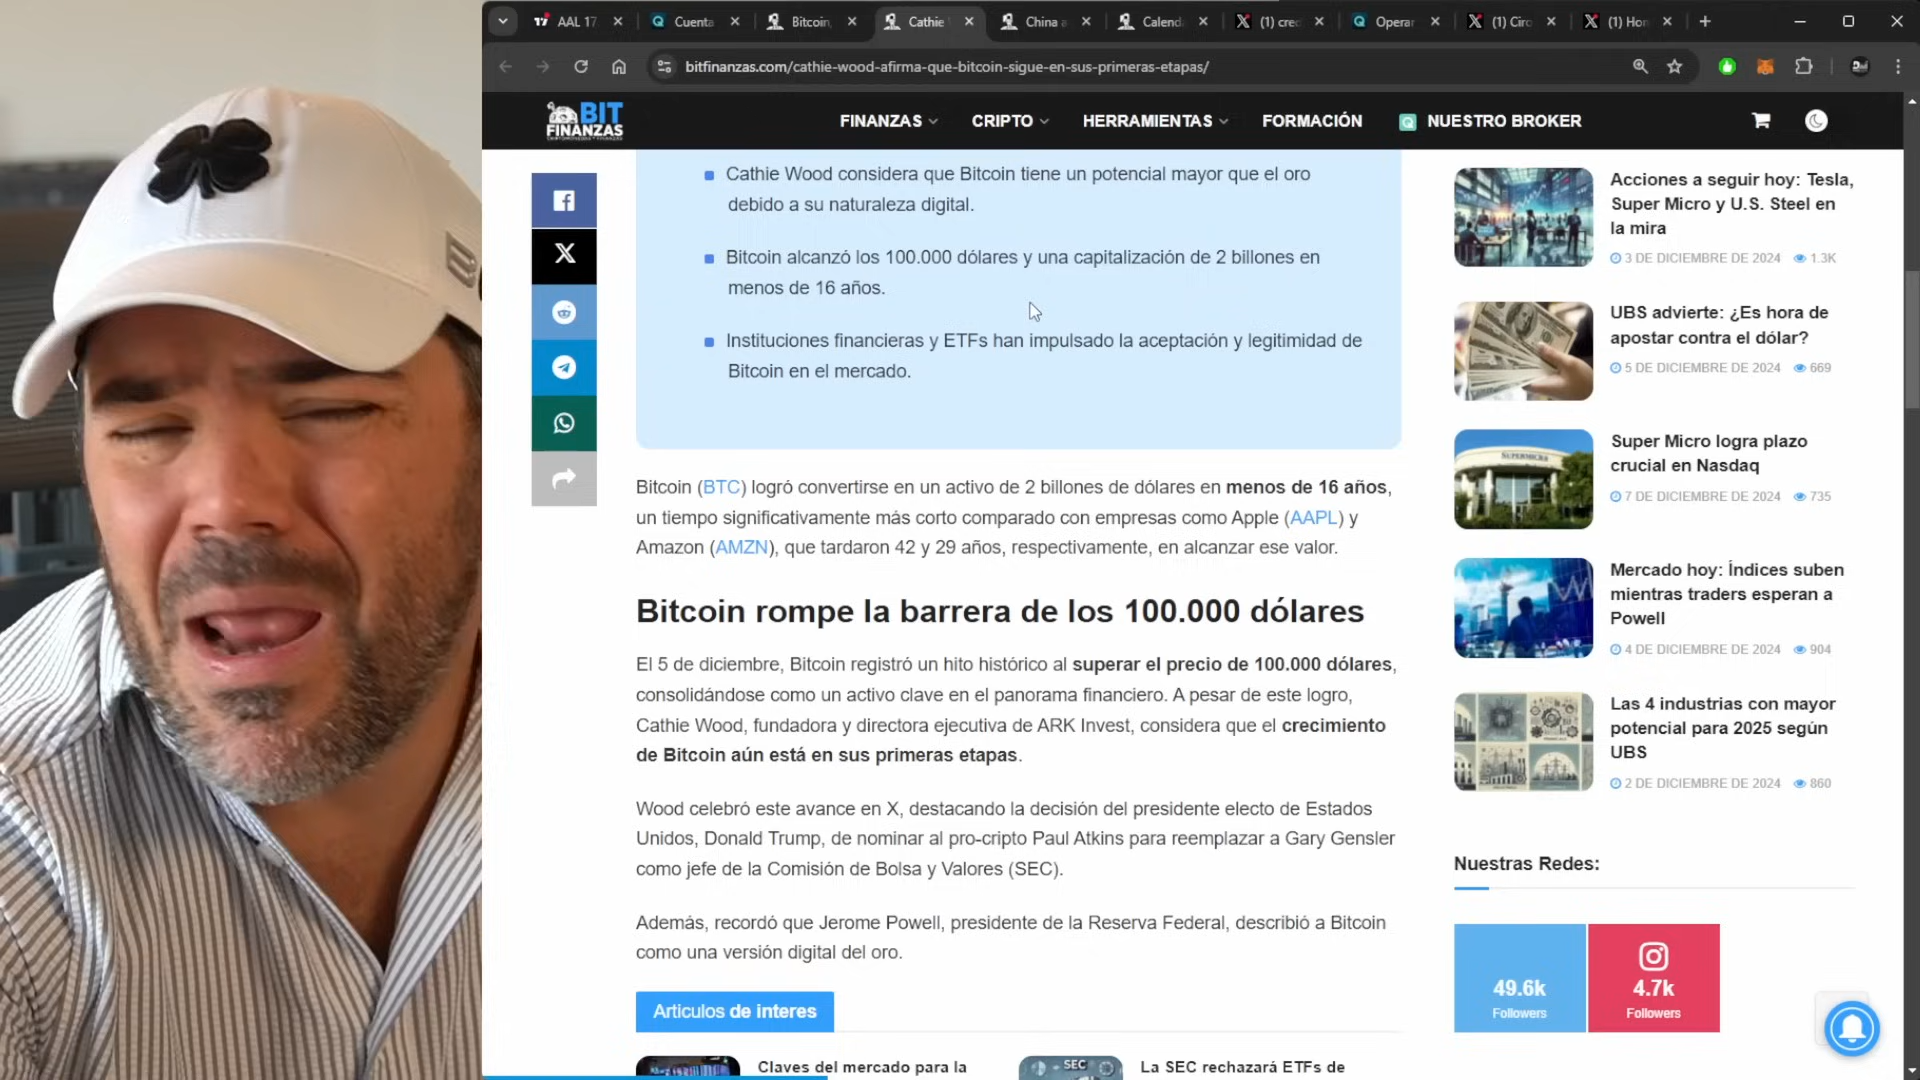 AAL 17
Cuenta
Bitcoin,
Cathie
China a
Calend
(1) cred
Operar
(1) Ciro
(1) Hom
bitfinanzas.com/cathie-wood-afirma-que-bitcoin-sigue-en-sus-primeras-etapas/
BIT
FINANZAS
FINANZAS
CRIPTO
HERRAMIENTAS
FORMACIÓN
NUESTRO BROKER
Cathie Wood considera que Bitcoin tiene un potencial mayor que el oro
debido a su naturaleza digital.
Bitcoin alcanzó los 100.000 dólares y una capitalización de 2 billones en
menos de 16 años.
Instituciones financieras y ETFs han impulsado la aceptación y legitimidad de
Bitcoin en el mercado.
Bitcoin (BTC) logró convertirse en un activo de 2 billones de dólares en menos de 16 años,
un tiempo significativamente más corto comparado con empresas como Apple (AAPL) y
Amazon (AMZN), que tardaron 42 y 29 años, respectivamente, en alcanzar ese valor.
Bitcoin rompe la barrera de los 100.000 dólares
El 5 de diciembre, Bitcoin registró un hito histórico al superar el precio de 100.000 dólares,
consolidándose como un activo clave en el panorama financiero. A pesar de este logro,
Cathie Wood, fundadora y directora ejecutiva de ARK Invest, considera que el crecimiento
de Bitcoin aún está en sus primeras etapas.
Wood celebró este avance en X, destacando la decisión del presidente electo de Estados
Unidos, Donald Trump, de nominar al pro-cripto Paul Atkins para reemplazar a Gary Gensler
como jefe de la Comisión de Bolsa y Valores (SEC).
Además, recordó que Jerome Powell, presidente de la Reserva Federal, describió a Bitcoin
como una versión digital del oro.
Articulos de interes
Claves del mercado para la
SEC
La SEC rechazará ETFs de
Acciones a seguir hoy: Tesla,
Super Micro y U.S. Steel en
la mira
3 DE DICIEMBRE DE 2024 1.3K
UBS advierte: ¿Es hora de
apostar contra el dólar?
5 DE DICIEMBRE DE 2024 669
SUPERMICR
Super Micro logra plazo
crucial en Nasdaq
7 DE DICIEMBRE DE 2024 735
Mercado hoy: Índices suben
mientras traders esperan a
Powell
4 DE DICIEMBRE DE 2024 904
Las 4 industrias con mayor
potencial para 2025 según
UBS
2 DE DICIEMBRE DE 2024 860
Nuestras Redes:
49.6k
Followers
4.7k
Followers